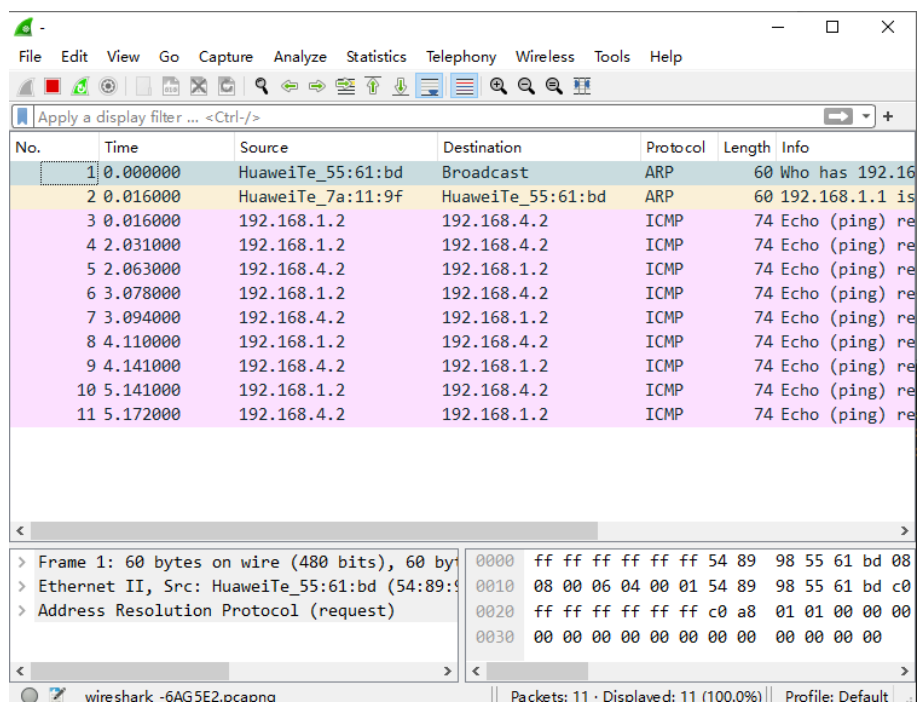 -
File Edit View Go Capture Analyze Statistics Telephony Wireless Tools Help
Apply a display filter ... <Ctrl-/>
No. Time Source Destination Protocol Length Info
1 0.000000 HuaweiTe_55:61:bd Broadcast ARP 60 Who has 192.16
2 0.016000 HuaweiTe_7a:11:9f HuaweiTe_55:61:bd ARP 60 192.168.1.1 is
3 0.016000 192.168.1.2 192.168.4.2 ICMP 74 Echo (ping) re
4 2.031000 192.168.1.2 192.168.4.2 ICMP 74 Echo (ping) re
5 2.063000 192.168.4.2 192.168.1.2 ICMP 74 Echo (ping) re
6 3.078000 192.168.1.2 192.168.4.2 ICMP 74 Echo (ping) re
7 3.094000 192.168.4.2 192.168.1.2 ICMP 74 Echo (ping) re
8 4.110000 192.168.1.2 192.168.4.2 ICMP 74 Echo (ping) re
9 4.141000 192.168.4.2 192.168.1.2 ICMP 74 Echo (ping) re
10 5.141000 192.168.1.2 192.168.4.2 ICMP 74 Echo (ping) re
11 5.172000 192.168.4.2 192.168.1.2 ICMP 74 Echo (ping) re
> Frame 1: 60 bytes on wire (480 bits), 60 byt
> Ethernet II, Src: HuaweiTe_55:61:bd (54:89:9
> Address Resolution Protocol (request)
0000 ff ff ff ff ff ff 54 89 98 55 61 bd 08
0010 08 00 06 04 00 01 54 89 98 55 61 bd c0
0020 ff ff ff ff ff ff c0 a8 01 01 00 00 00
0030 00 00 00 00 00 00 00 00 00 00 00 00
wireshark_-6AG5E2.pcapng Packets: 11 · Displayed: 11 (100.0%) Profile: Default